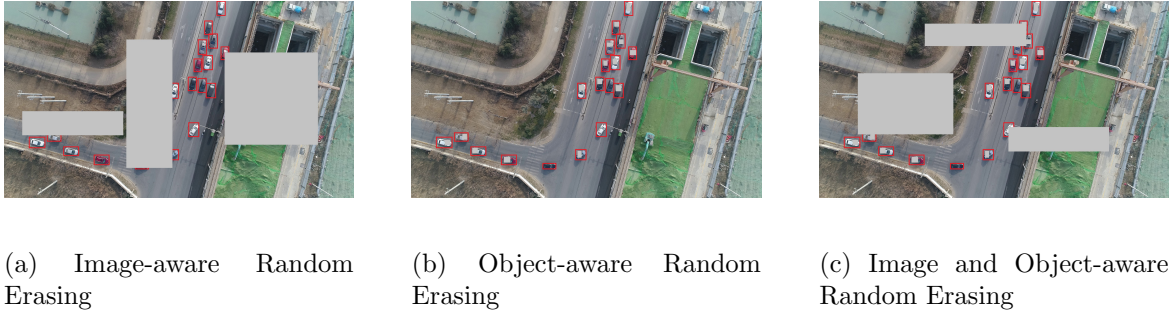 (a) Image-aware Random
Erasing
(b) Object-aware Random
Erasing
(c) Image and Object-aware
Random Erasing